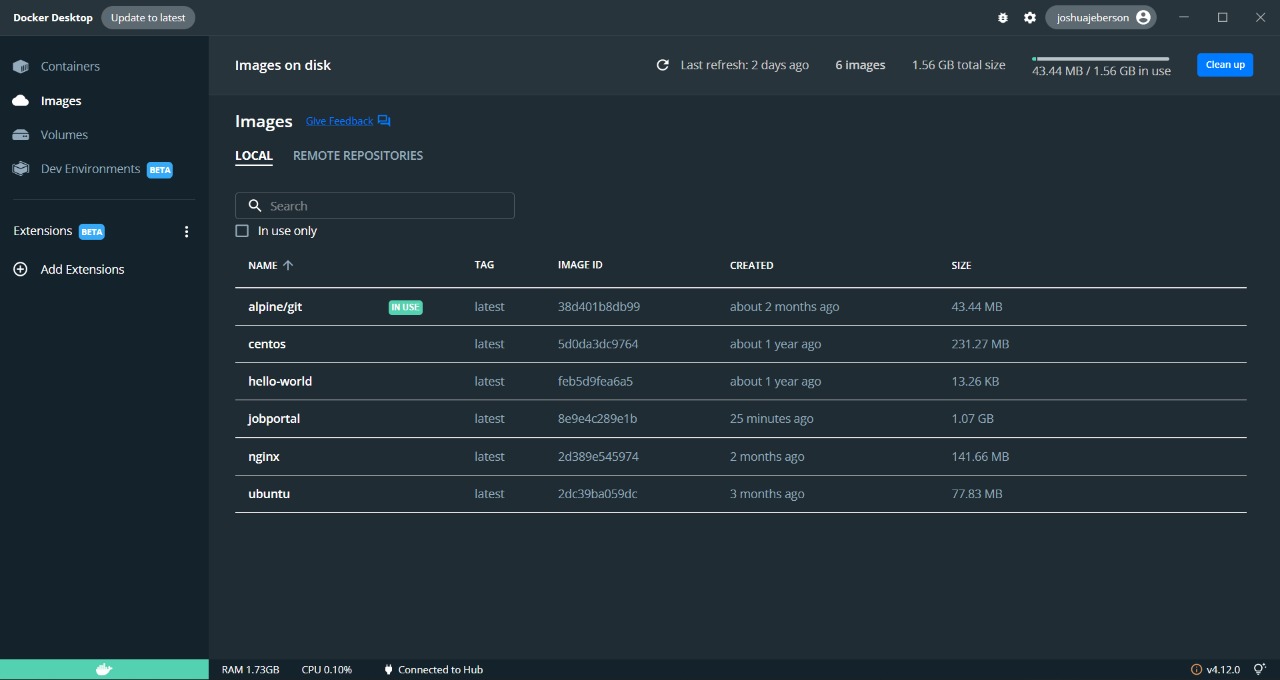 Docker Desktop Update to latest joshuajeberson
Containers
Images
Volumes
Dev Environments BETA
Extensions BETA
Add Extensions
Images on disk Last refresh: 2 days ago 6 images 1.56 GB total size 43.44 MB / 1.56 GB in use Clean up
Images Give Feedback
LOCAL REMOTE REPOSITORIES
Search
In use only
NAME TAG IMAGE ID CREATED SIZE
alpine/git IN USE latest 38d401b8db99 about 2 months ago 43.44 MB
centos latest 5d0da3dc9764 about 1 year ago 231.27 MB
hello-world latest feb5d9fea6a5 about 1 year ago 13.26 KB
jobportal latest 8e9e4c289e1b 25 minutes ago 1.07 GB
nginx latest 2d389e545974 2 months ago 141.66 MB
ubuntu latest 2dc39ba059dc 3 months ago 77.83 MB
RAM 1.73GB CPU 0.10% Connected to Hub v4.12.0